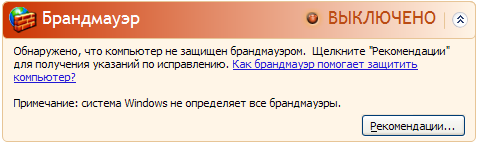 Брандмауэр ВЫКЛЮЧЕНО
Обнаружено, что компьютер не защищен брандмауэром. Щелкните "Рекомендации"
для получения указаний по исправлению. Как брандмауэр помогает защитить
компьютер?
Примечание: система Windows не определяет все брандмауэры.
Рекомендации...